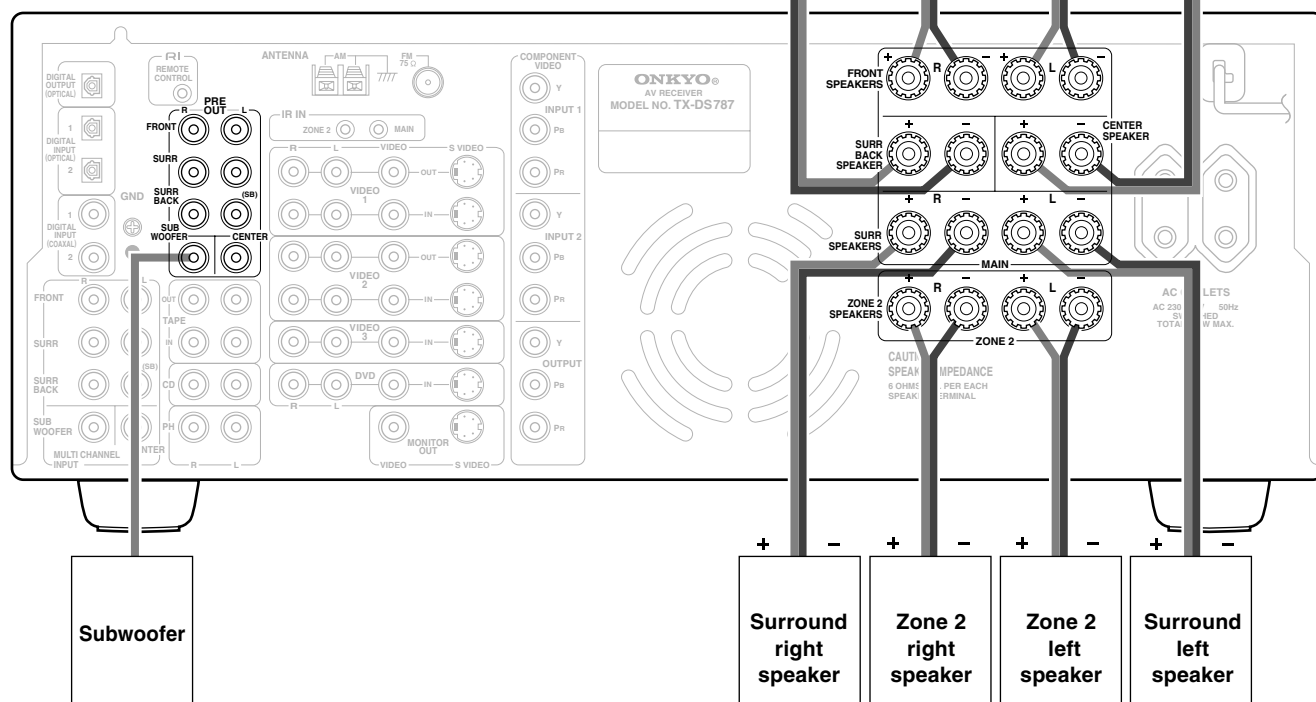 RI
REMOTE
CONTROL
ANTENNA
AM
FM
75 Ω
COMPONENT
VIDEO
Y
INPUT 1
PB
PR
Y
INPUT 2
PB
PR
Y
OUTPUT
PB
PR
DIGITAL
OUTPUT
(OPTICAL)
1
DIGITAL
INPUT
(OPTICAL)
2
GND
1
DIGITAL
INPUT
(COAXAL)
2
PRE
OUT
R
L
FRONT
SURR
SURR
BACK
(SB)
SUB
WOOFER
CENTER
IR IN
ZONE 2
MAIN
R
L
VIDEO
S VIDEO
OUT
VIDEO
1
IN
OUT
VIDEO
2
IN
VIDEO
3
IN
DVD
IN
R
L
MONITOR
OUT
VIDEO
S VIDEO
R
L
FRONT
SURR
SURR
BACK
(SB)
SUB
WOOFER
MULTI CHANNEL
INPUT
OUT
TAPE
IN
CD
PH
R
L
ONKYO®
AV RECEIVER
MODEL NO. TX-DS787
+ R − + L −
FRONT
SPEAKERS
+ − + −
SURR
BACK
SPEAKER
CENTER
SPEAKER
+ R − + L −
SURR
SPEAKERS
MAIN
+ R − + L −
ZONE 2
SPEAKERS
ZONE 2
SPEAK
6 OHMS
PER EACH
SPEAK
AC
AC 230
50Hz
MAX.
+ − + − + − + −
Subwoofer
Surround
right
speaker
Zone 2
right
speaker
Zone 2
left
speaker
Surround
left
speaker